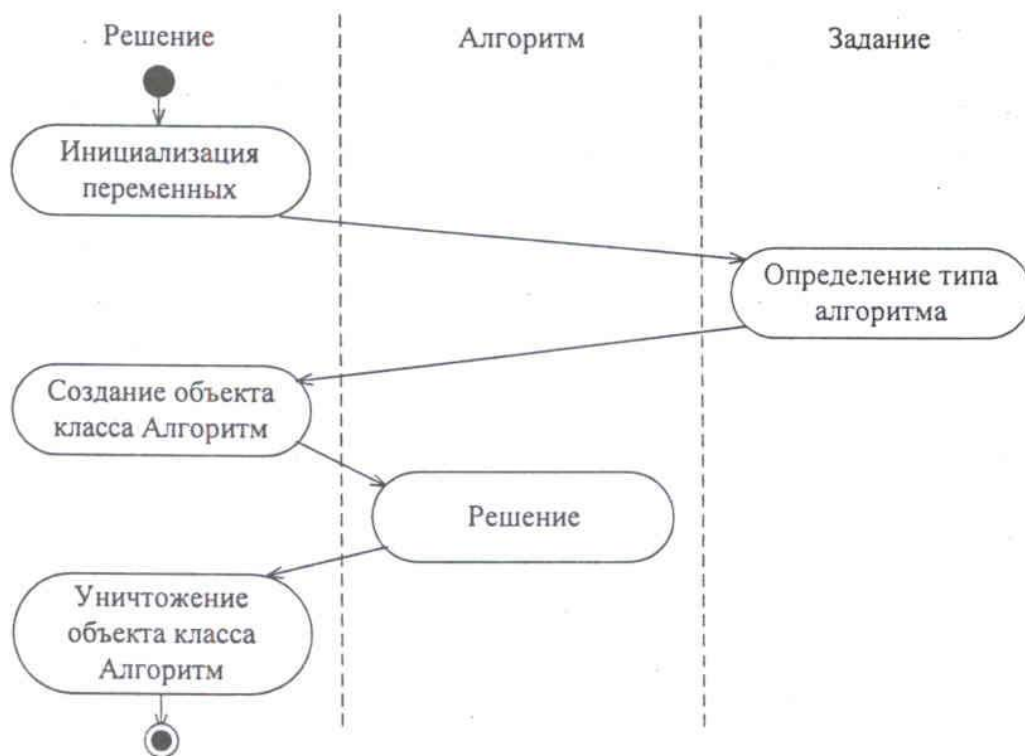 Решение
Алгоритм
Задание
Инициализация
переменных
Определение типа
алгоритма
Создание объекта
класса Алгоритм
Решение
Уничтожение
объекта класса
Алгоритм